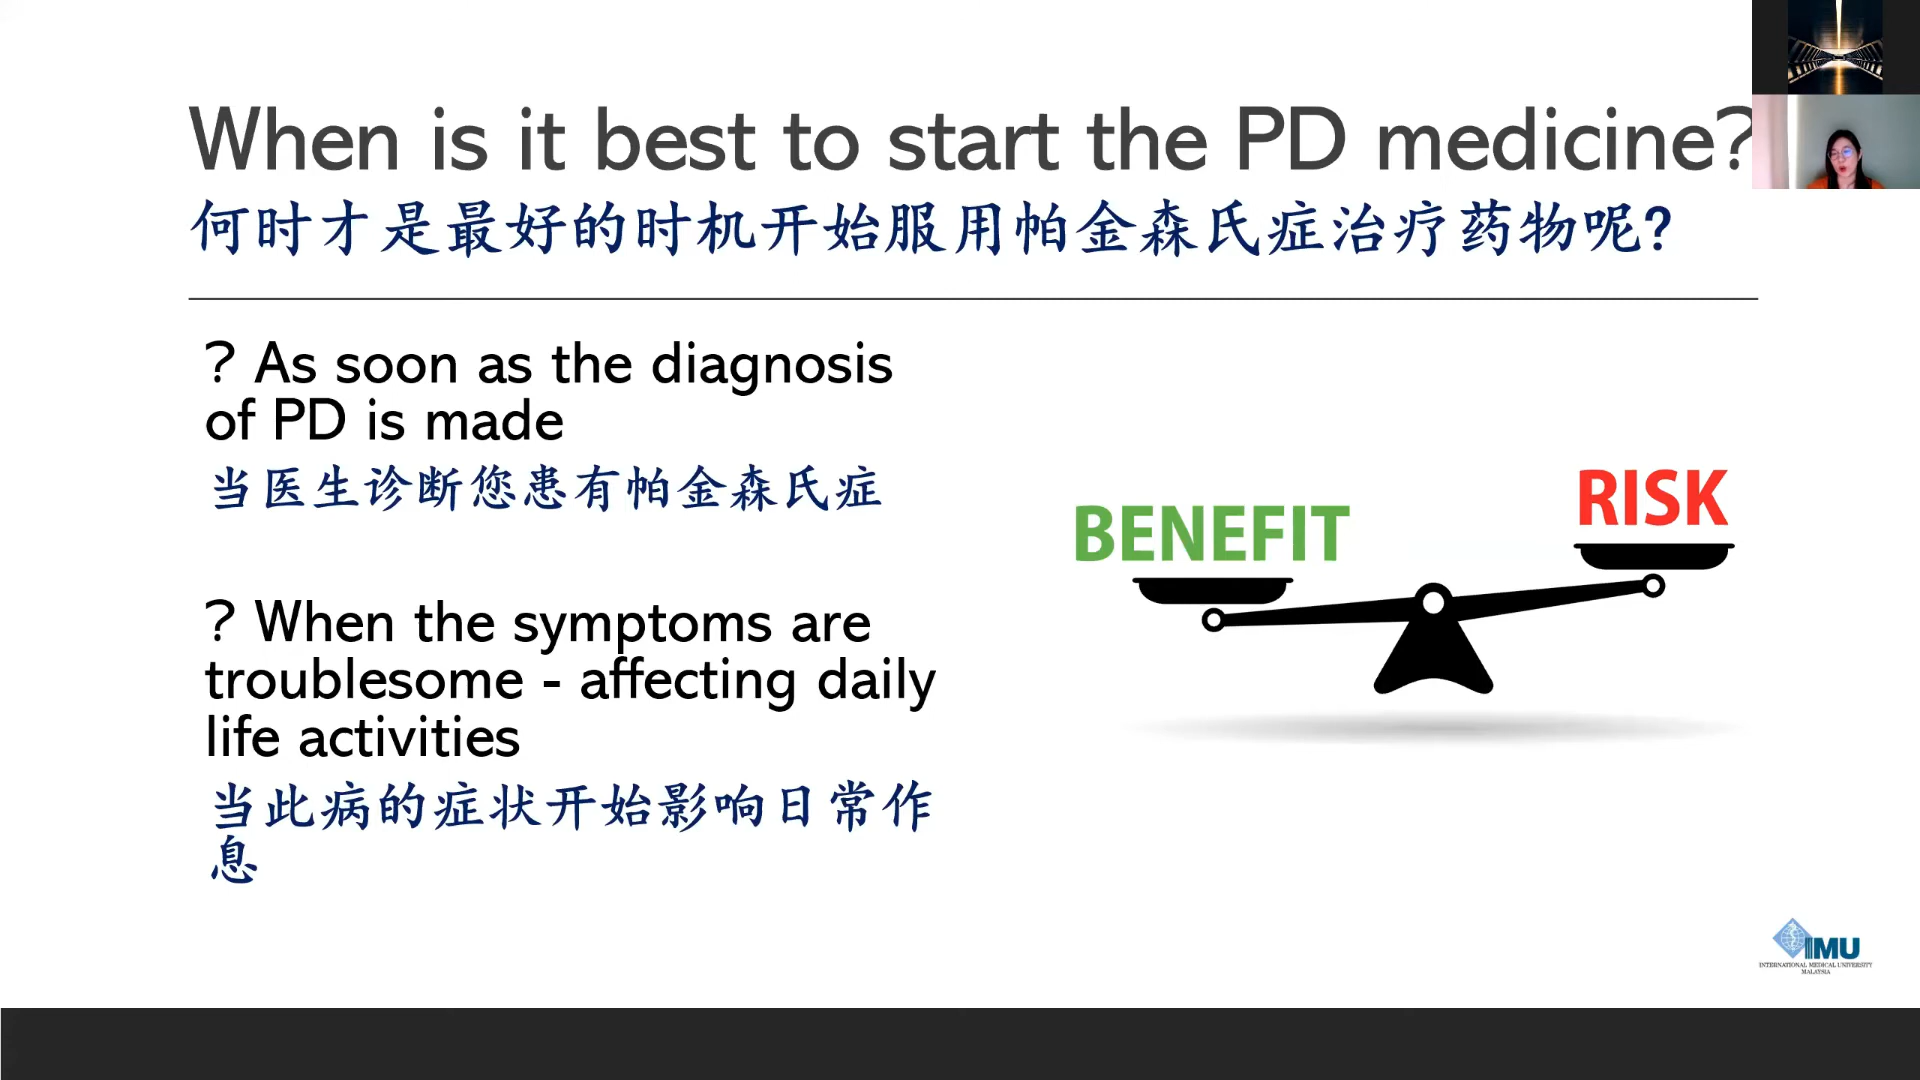 When is it best to start the PD medicine?
何时才是最好的时机开始服用帕金森氏症治疗药物呢?
? As soon as the diagnosis
of PD is made
当医生诊断您患有帕金森氏症
? When the symptoms are
troublesome - affecting daily
life activities
当此病的症状开始影响日常作
息
BENEFIT
RISK
IMU
INTERNATIONAL MEDICAL UNIVERSITY
MALAYSIA